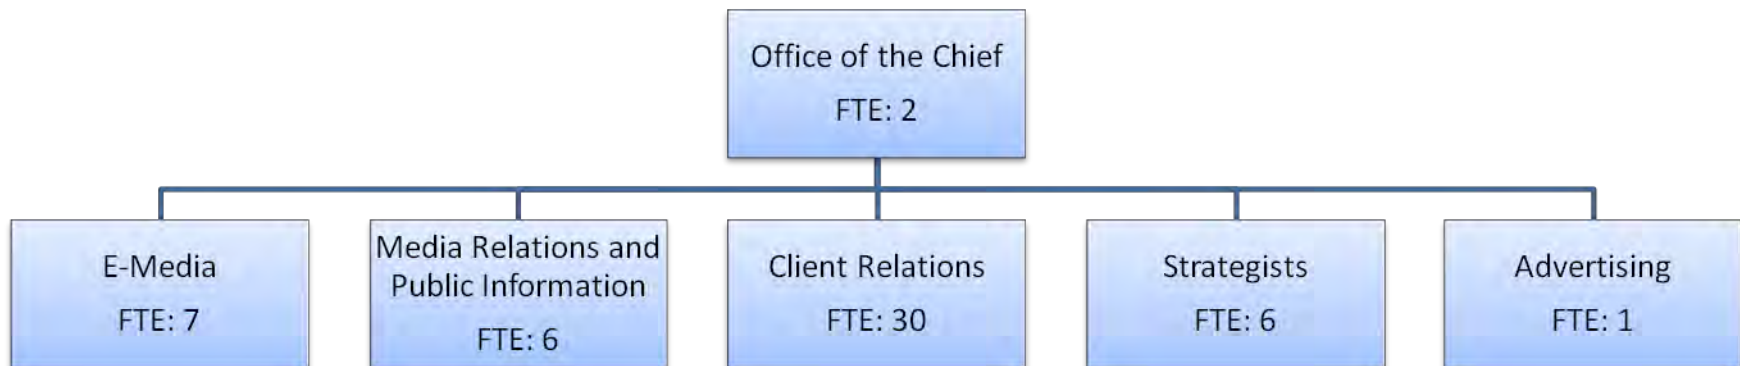 Office of the Chief
FTE: 2
E-Media
FTE: 7
Media Relations and
Public Information
FTE: 6
Client Relations
FTE: 30
Strategists
FTE: 6
Advertising
FTE: 1